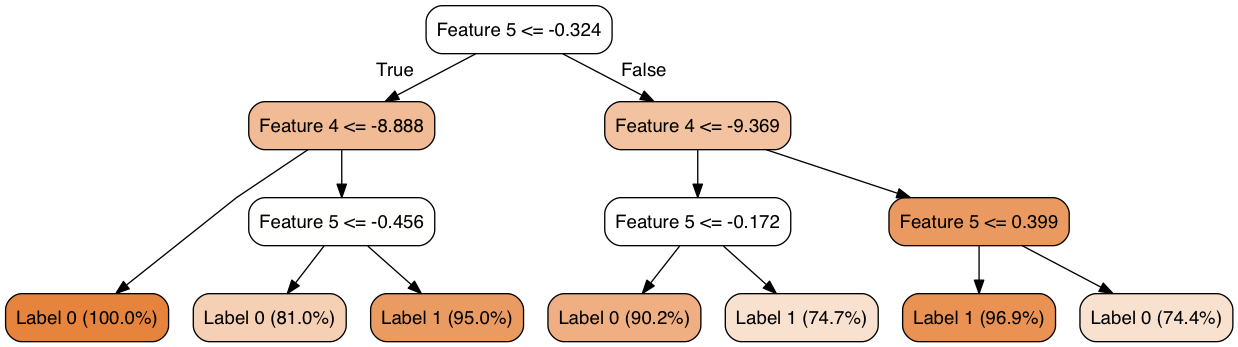 Feature 5 <= -0.324
True
False
Feature 4 <= -8.888
Feature 4 <= -9.369
Feature 5 <= -0.456
Feature 5 <= -0.172
Feature 5 <= 0.399
Label 0 (100.0%)
Label 0 (81.0%)
Label 1 (95.0%)
Label 0 (90.2%)
Label 1 (74.7%)
Label 1 (96.9%)
Label 0 (74.4%)